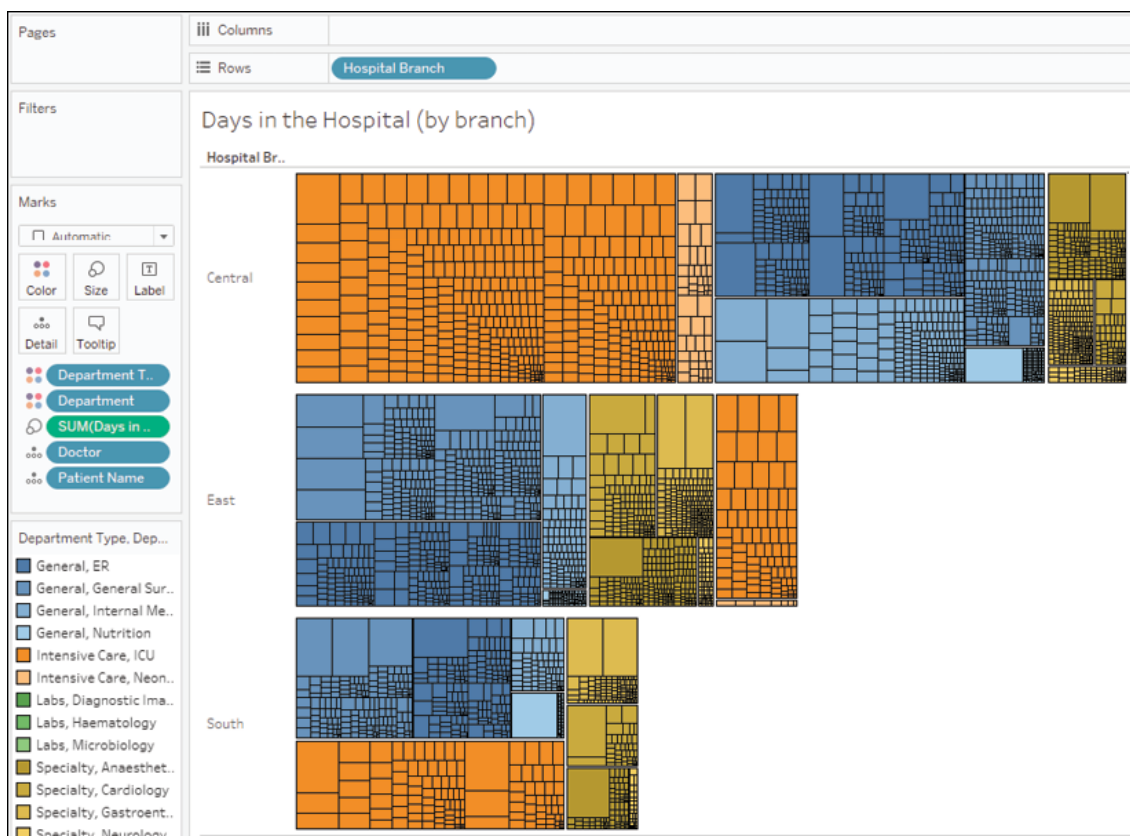 Pages
Columns
Rows
Hospital Branch
Filters
Days in the Hospital (by branch)
Hospital Br..
Marks
Automatic
Color
Size
Label
Detail
Tooltip
Department T..
Department
SUM(Days in ..
Doctor
Patient Name
Central
East
South
Department Type, Dep...
General, ER
General, General Sur..
General, Internal Me..
General, Nutrition
Intensive Care, ICU
Intensive Care, Neon..
Labs, Diagnostic Ima..
Labs, Haematology
Labs, Microbiology
Specialty, Anaesthet..
Specialty, Cardiology
Specialty, Gastroent..
Specialty, Neurology